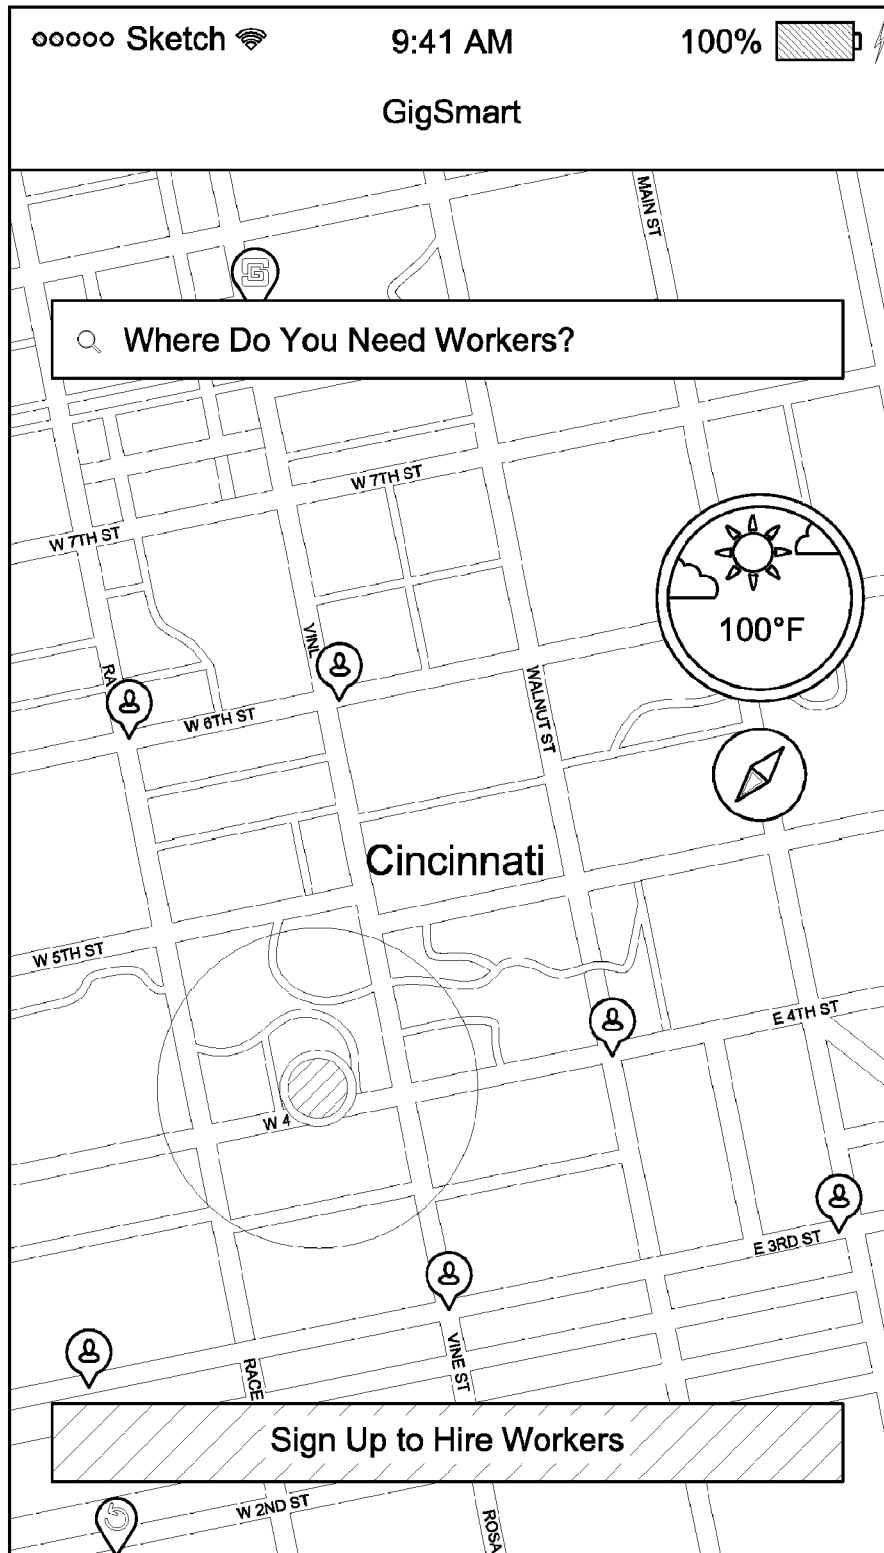 Sketch 9:41 AM 100%
GigSmart
MAIN ST
Where Do You Need Workers?
W 7TH ST
W 7TH ST
100°F
VINL
RA
WALNUT ST
W 6TH ST
Cincinnati
W 5TH ST
E 4TH ST
W 4
E 3RD ST
VINE ST
RACE
Sign Up to Hire Workers
W 2ND ST
ROSA